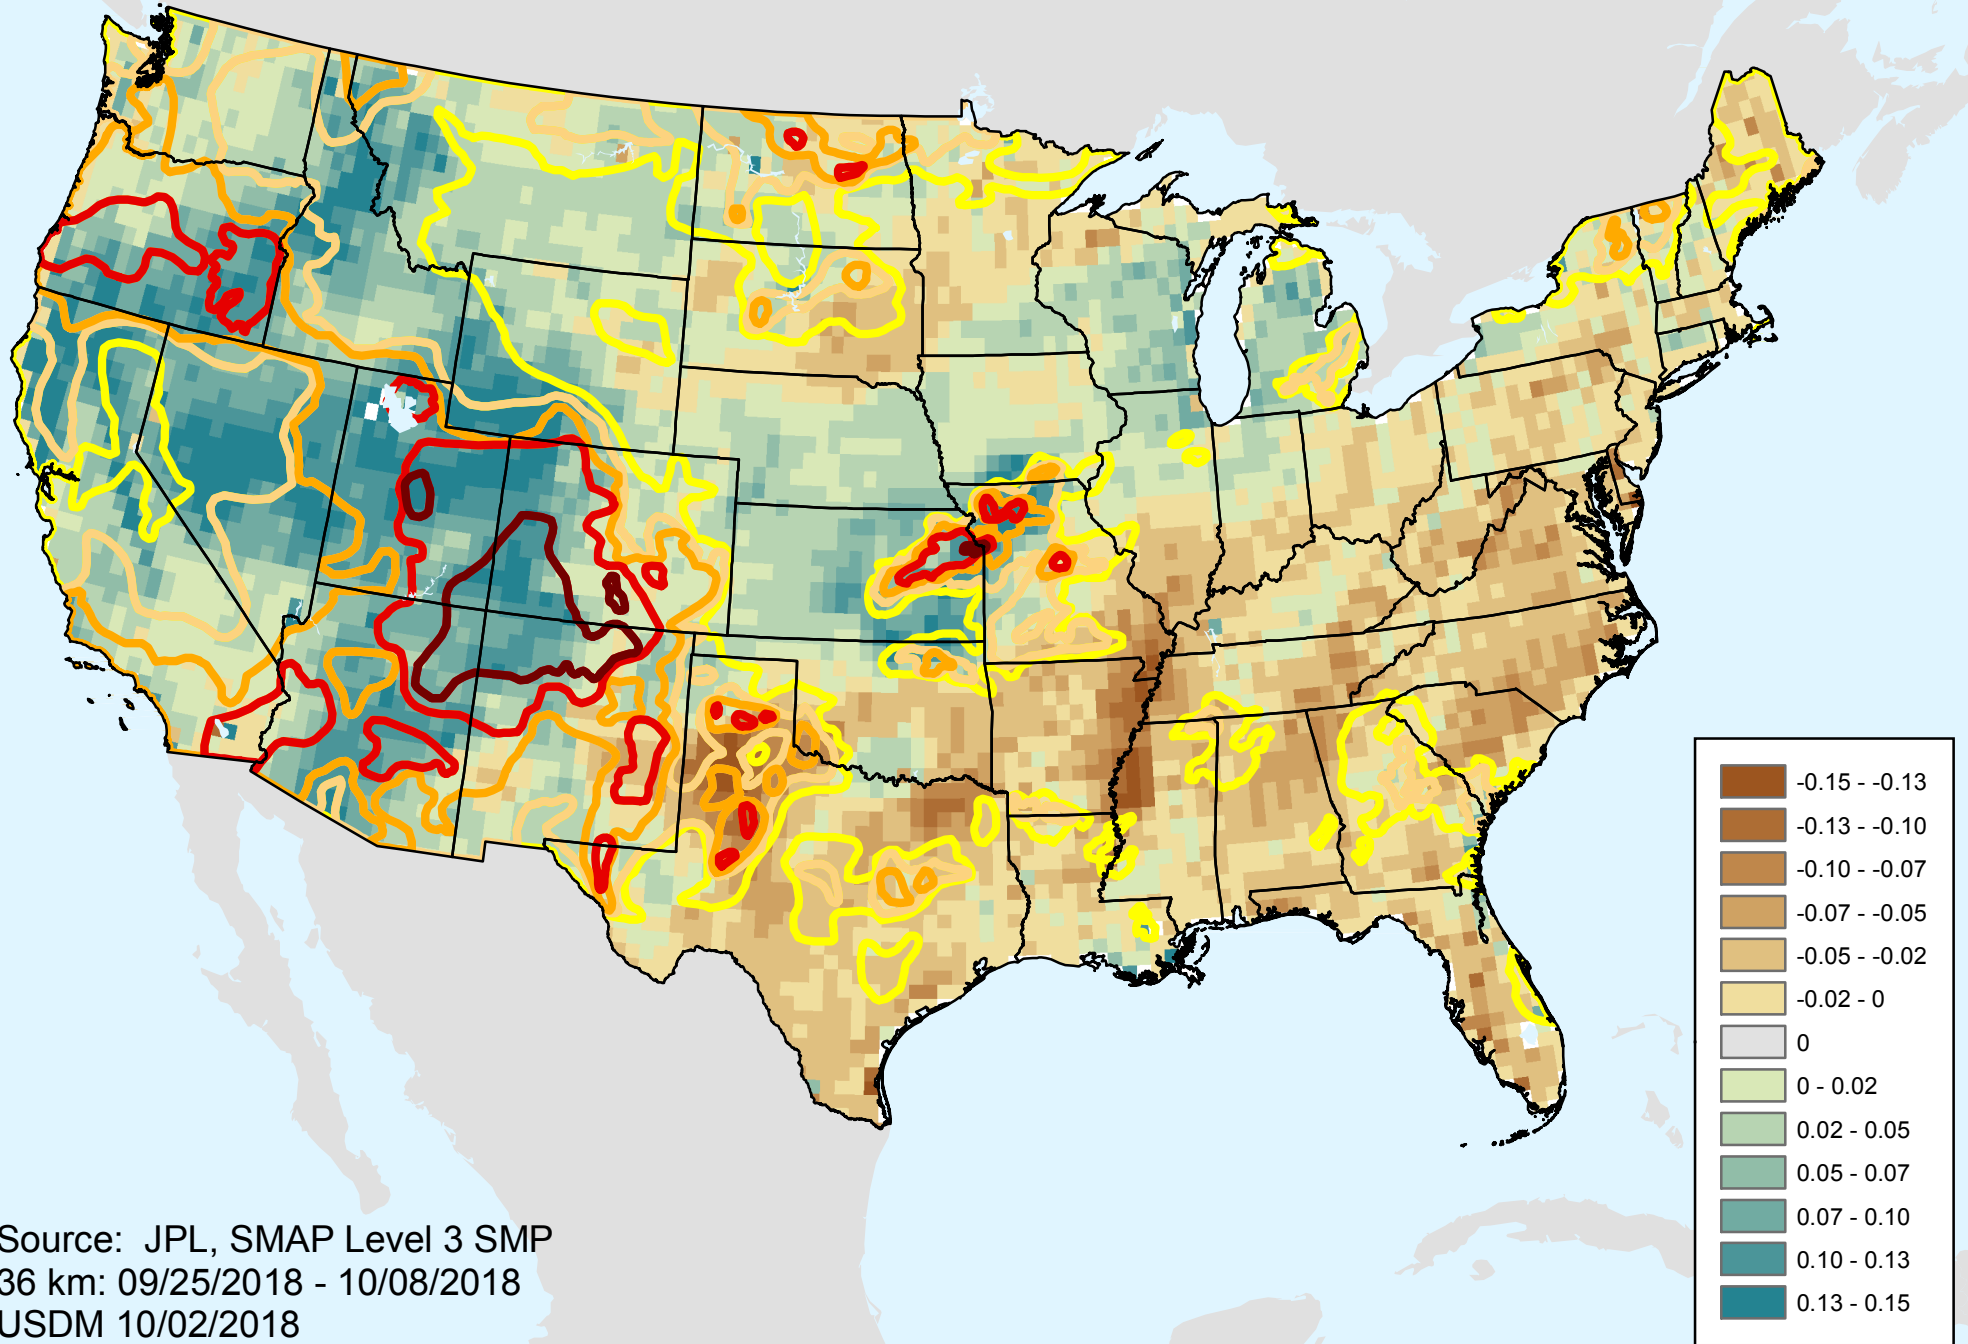 -0.15 - -0.13
-0.13 - -0.10
-0.10 - -0.07
-0.07 - -0.05
-0.05 - -0.02
-0.02 - 0
0
0 - 0.02
0.02 - 0.05
0.05 - 0.07
0.07 - 0.10
0.10 - 0.13
0.13 - 0.15
Source: JPL, SMAP Level 3 SMP
36 km: 09/25/2018 - 10/08/2018
USDM 10/02/2018